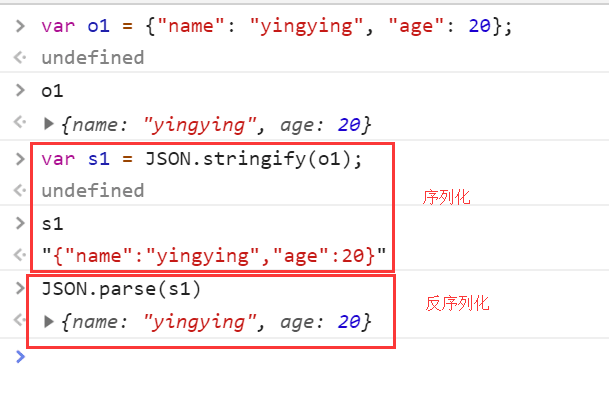 var o1 = {"name": "yingying", "age": 20};
undefined
o1
{name: "yingying", age: 20}
var s1 = JSON.stringify(o1);
undefined
序列化
s1
"{"name":"yingying","age":20}"
JSON.parse(s1)
反序列化
{name: "yingying", age: 20}